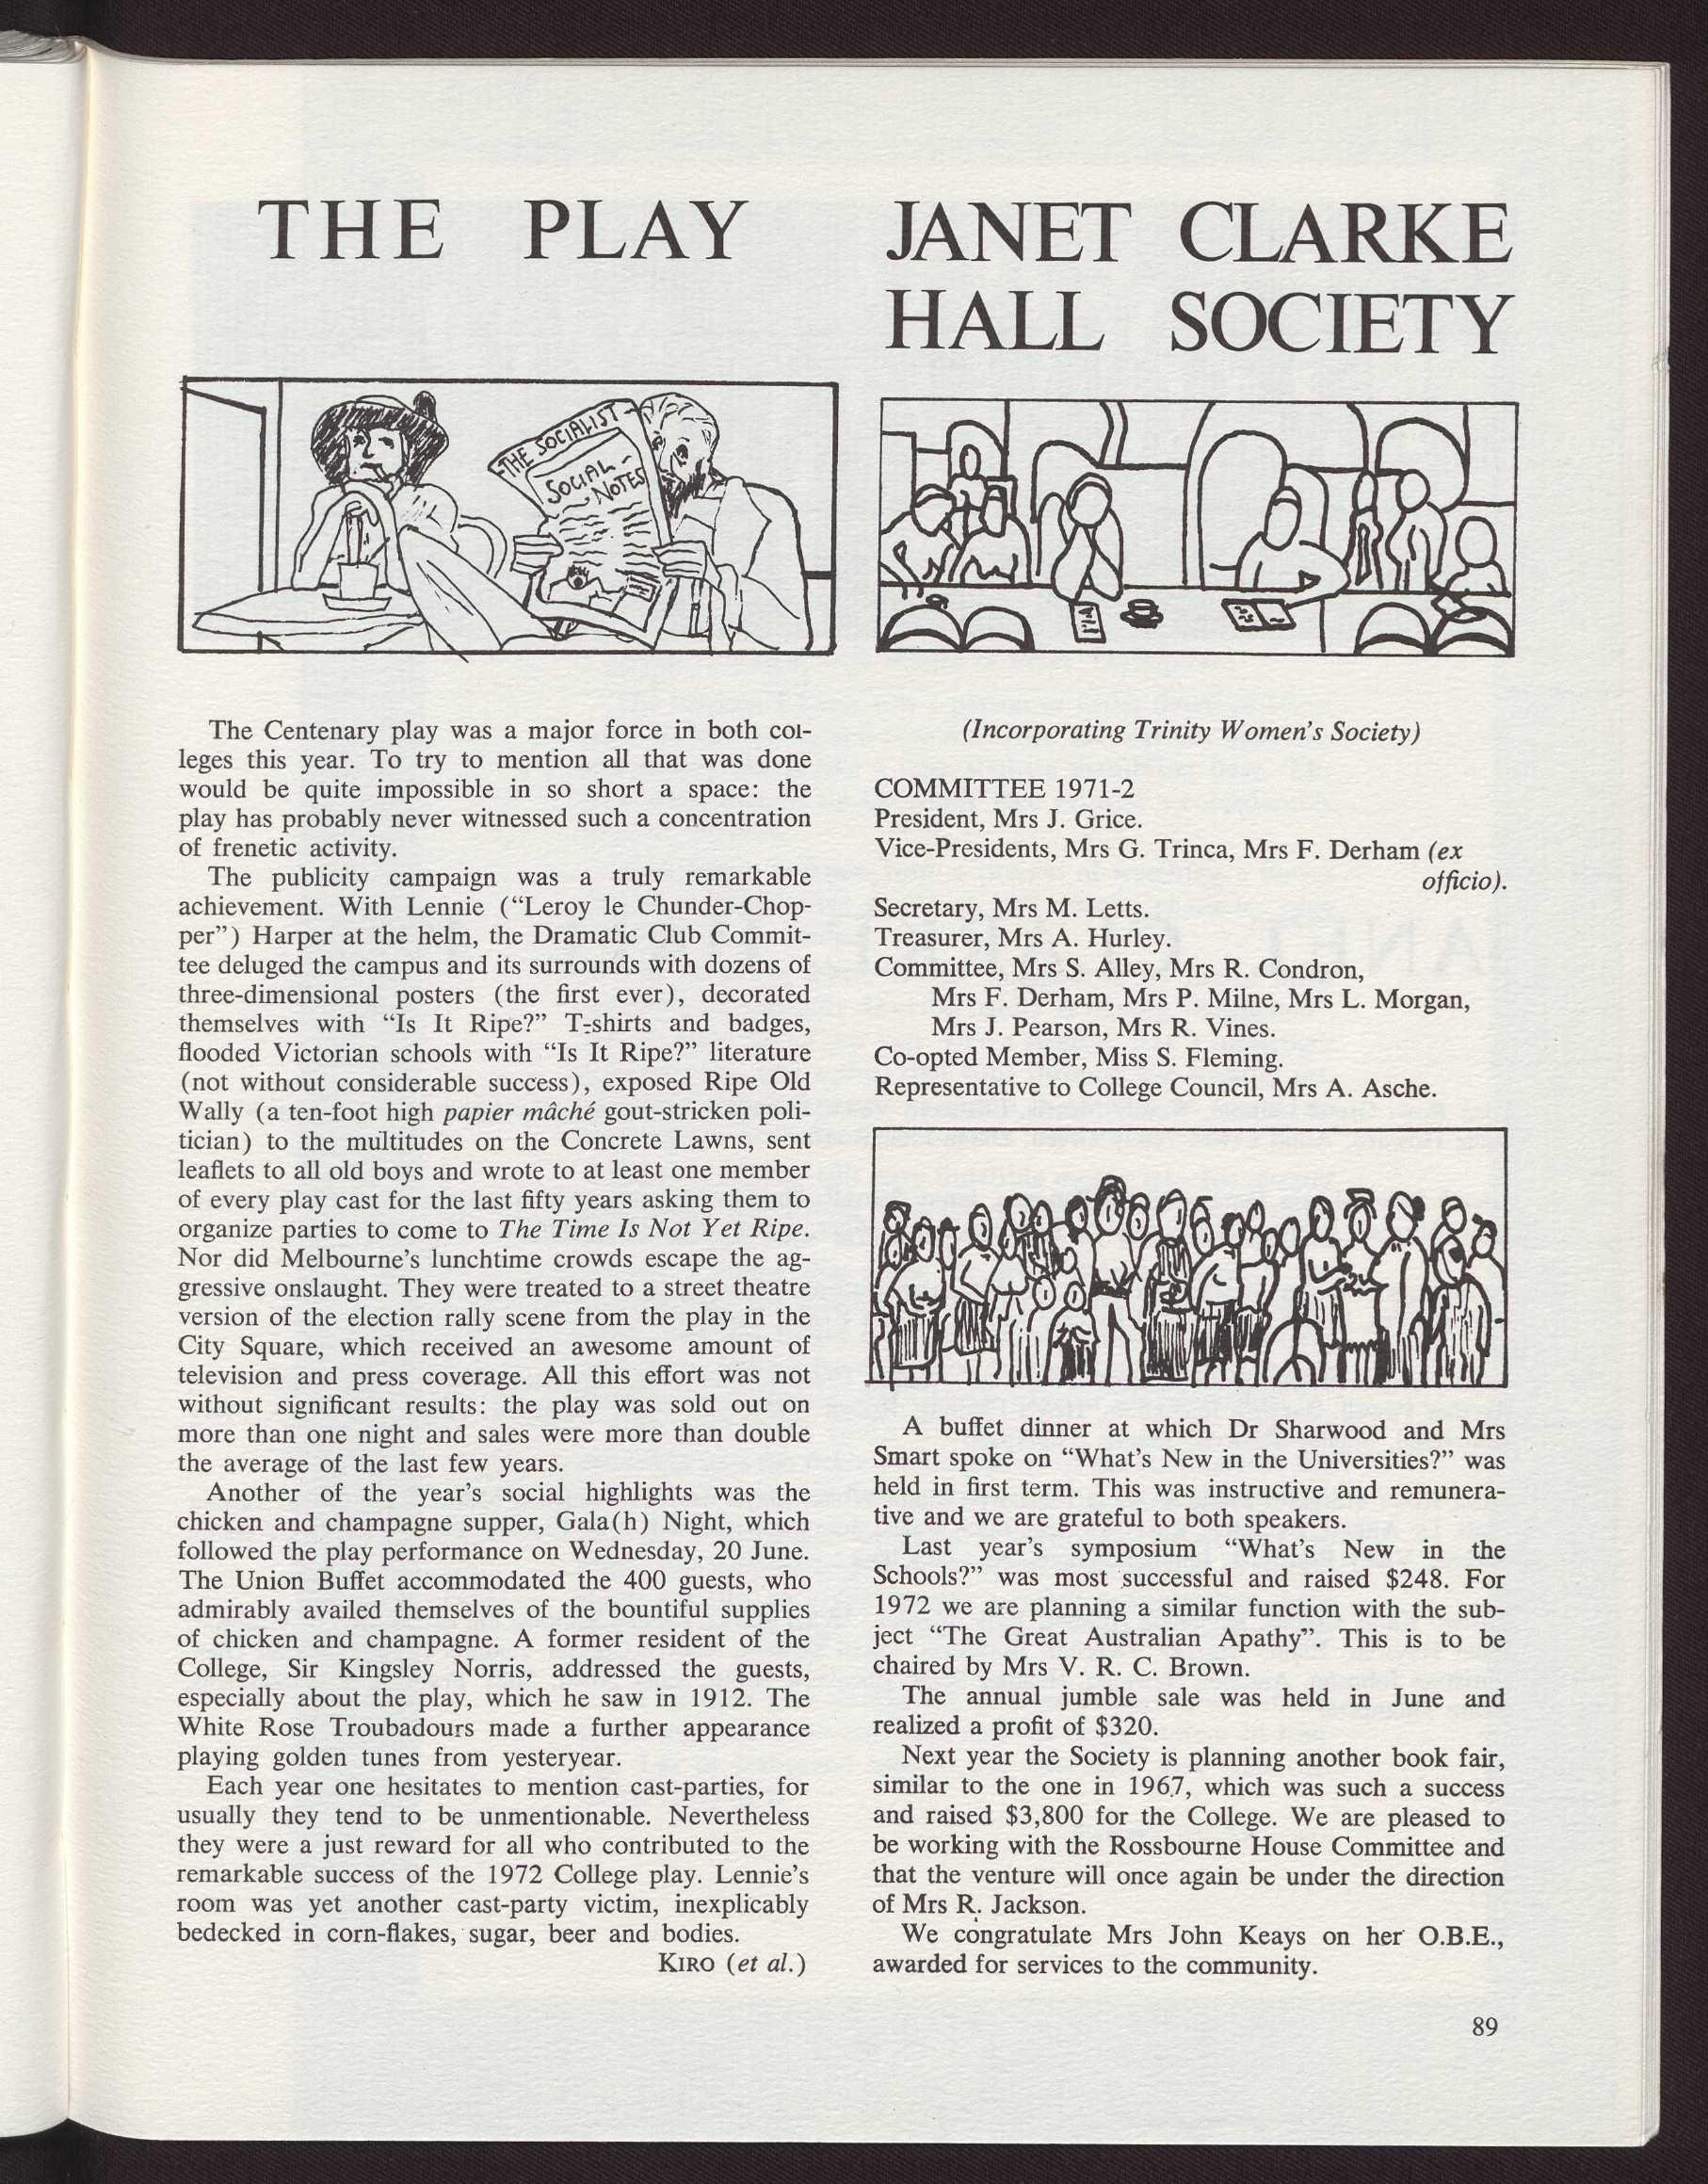 THE PLAY
THE SOCIALIST
SOCIAL
NOTES
The Centenary play was a major force in both col-
leges this year. To try to mention all that was done
would be quite impossible in so short a space: the
play has probably never witnessed such a concentration
of frenetic activity.
The publicity campaign was a truly remarkable
achievement. With Lennie (“Leroy le Chunder-Chop-
per”) Harper at the helm, the Dramatic Club Commit-
tee deluged the campus and its surrounds with dozens of
three-dimensional posters (the first ever), decorated
themselves with “Is It Ripe?” T-shirts and badges,
flooded Victorian schools with “Is It Ripe?” literature
(not without considerable success), exposed Ripe Old
Wally (a ten-foot high papier mâché gout-stricken poli-
tician) to the multitudes on the Concrete Lawns, sent
leaflets to all old boys and wrote to at least one member
of every play cast for the last fifty years asking them to
organize parties to come to The Time Is Not Yet Ripe.
Nor did Melbourne’s lunchtime crowds escape the ag-
gressive onslaught. They were treated to a street theatre
version of the election rally scene from the play in the
City Square, which received an awesome amount of
television and press coverage. All this effort was not
without significant results: the play was sold out on
more than one night and sales were more than double
the average of the last few years.
Another of the year’s social highlights was the
chicken and champagne supper, Gala(h) Night, which
followed the play performance on Wednesday, 20 June.
The Union Buffet accommodated the 400 guests, who
admirably availed themselves of the bountiful supplies
of chicken and champagne. A former resident of the
College, Sir Kingsley Norris, addressed the guests,
especially about the play, which he saw in 1912. The
White Rose Troubadours made a further appearance
playing golden tunes from yesteryear.
Each year one hesitates to mention cast-parties, for
usually they tend to be unmentionable. Nevertheless
they were a just reward for all who contributed to the
remarkable success of the 1972 College play. Lennie’s
room was yet another cast-party victim, inexplicably
bedecked in corn-flakes, sugar, beer and bodies.
KIRO (et al.)
JANET CLARKE
HALL SOCIETY
(Incorporating Trinity Women’s Society)
COMMITTEE 1971-2
President, Mrs J. Grice.
Vice-Presidents, Mrs G. Trinca, Mrs F. Derham (ex
officio).
Secretary, Mrs M. Letts.
Treasurer, Mrs A. Hurley.
Committee, Mrs S. Alley, Mrs R. Condron,
Mrs F. Derham, Mrs P. Milne, Mrs L. Morgan,
Mrs J. Pearson, Mrs R. Vines.
Co-opted Member, Miss S. Fleming.
Representative to College Council, Mrs A. Asche.
A buffet dinner at which Dr Sharwood and Mrs
Smart spoke on “What’s New in the Universities?” was
held in first term. This was instructive and remunera-
tive and we are grateful to both speakers.
Last year’s symposium “What’s New in the
Schools?” was most successful and raised $248. For
1972 we are planning a similar function with the sub-
ject “The Great Australian Apathy”. This is to be
chaired by Mrs V. R. C. Brown.
The annual jumble sale was held in June and
realized a profit of $320.
Next year the Society is planning another book fair,
similar to the one in 1967, which was such a success
and raised $3,800 for the College. We are pleased to
be working with the Rossbourne House Committee and
that the venture will once again be under the direction
of Mrs R. Jackson.
We congratulate Mrs John Keays on her O.B.E.,
awarded for services to the community.
89